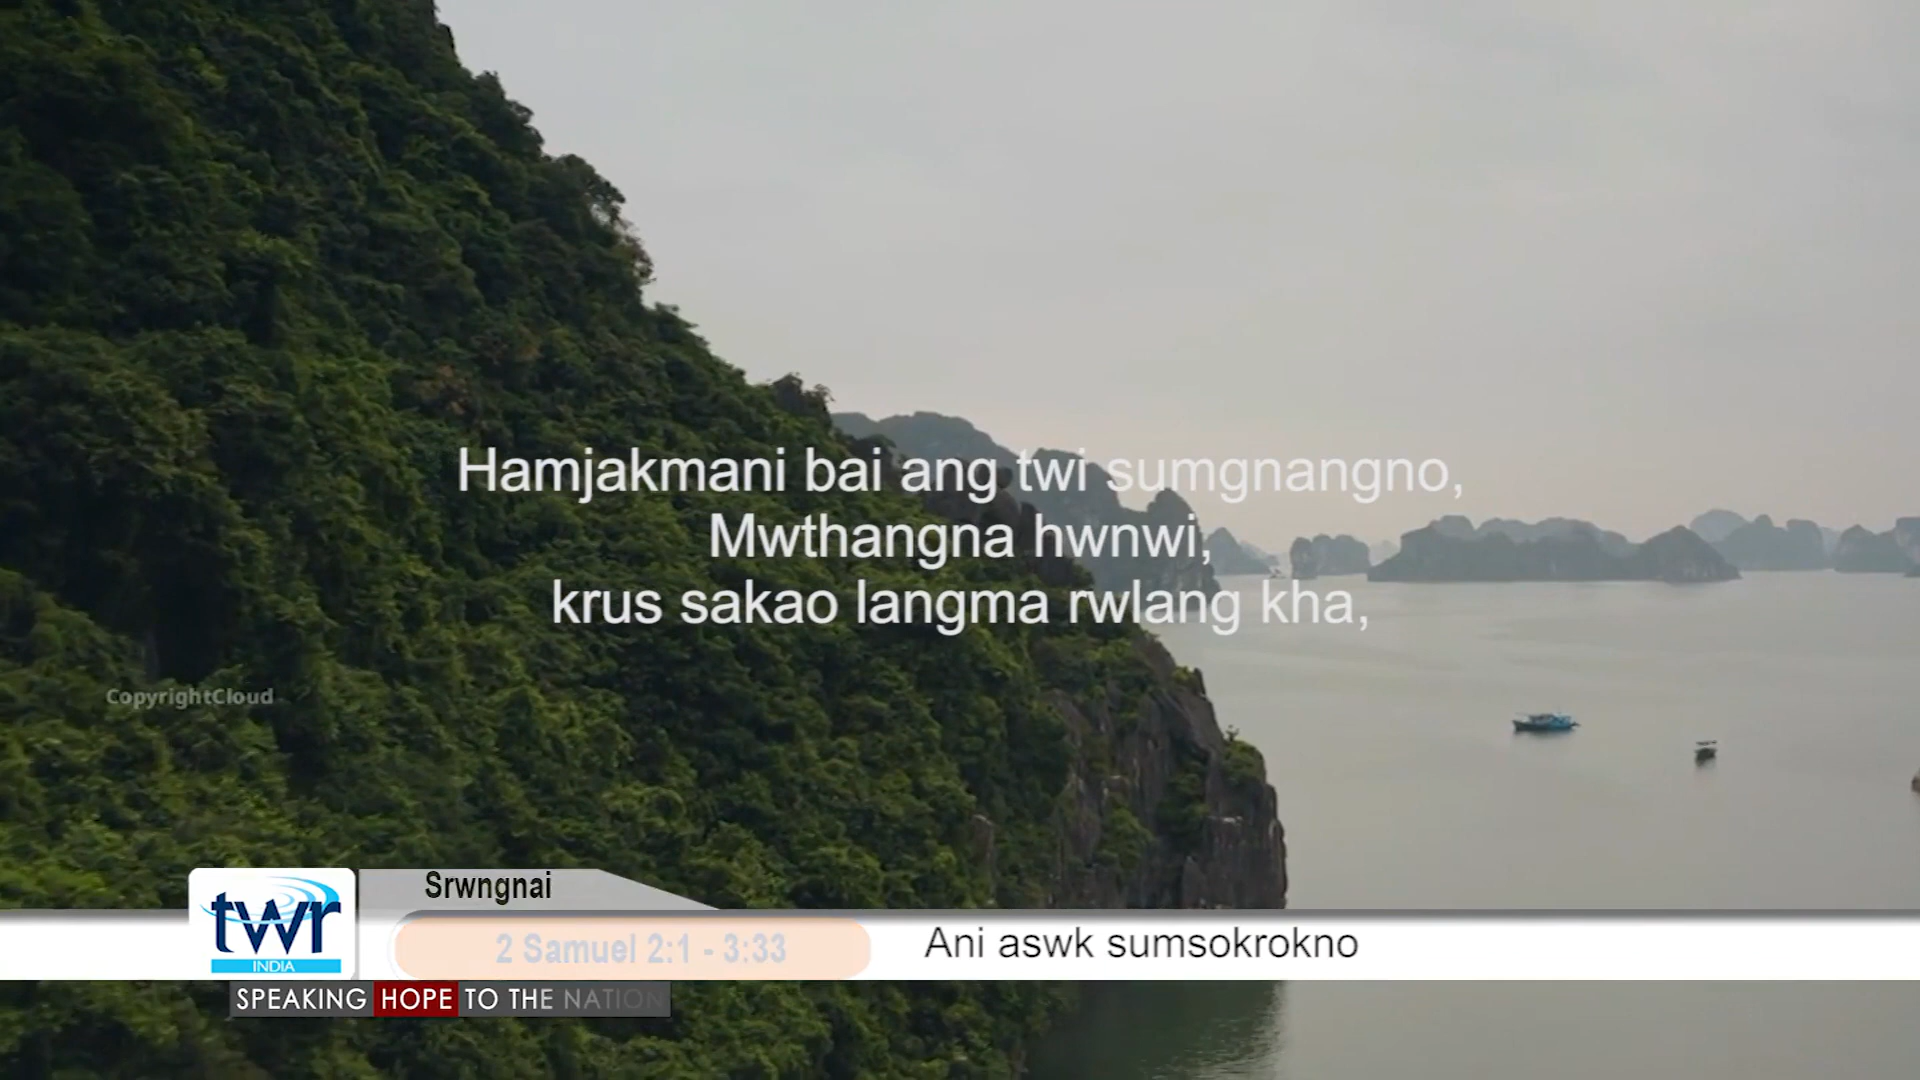 Hamjakmani bai ang twi sumgnangno,
Mwthangna hwnwi,
krus sakao langma rwlang kha,
CopyrightCloud
Srwngnai
twr
INDIA
2 Samuel 2:1 - 3:33
Ani aswk sumsokrokno
SPEAKING HOPE TO THE NATION